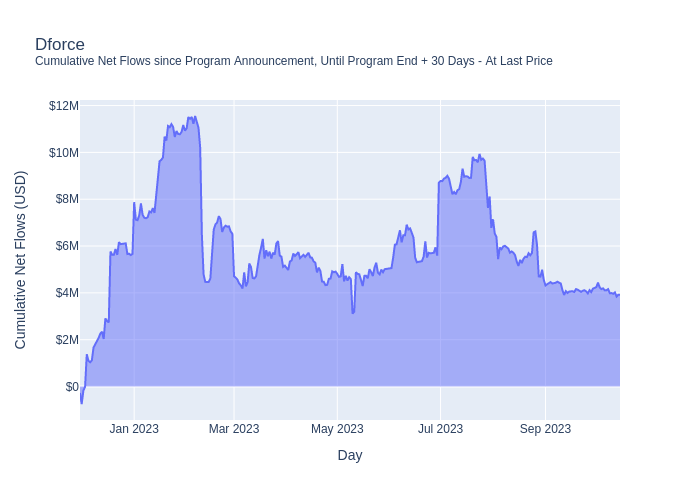 Dforce
Cumulative Net Flows since Program Announcement, Until Program End + 30 Days - At Last Price
$12M
$10M
$8M
$6M
$4M
$2M
$0
Cumulative Net Flows (USD)
Jan 2023
Mar 2023
May 2023
Jul 2023
Sep 2023
Day